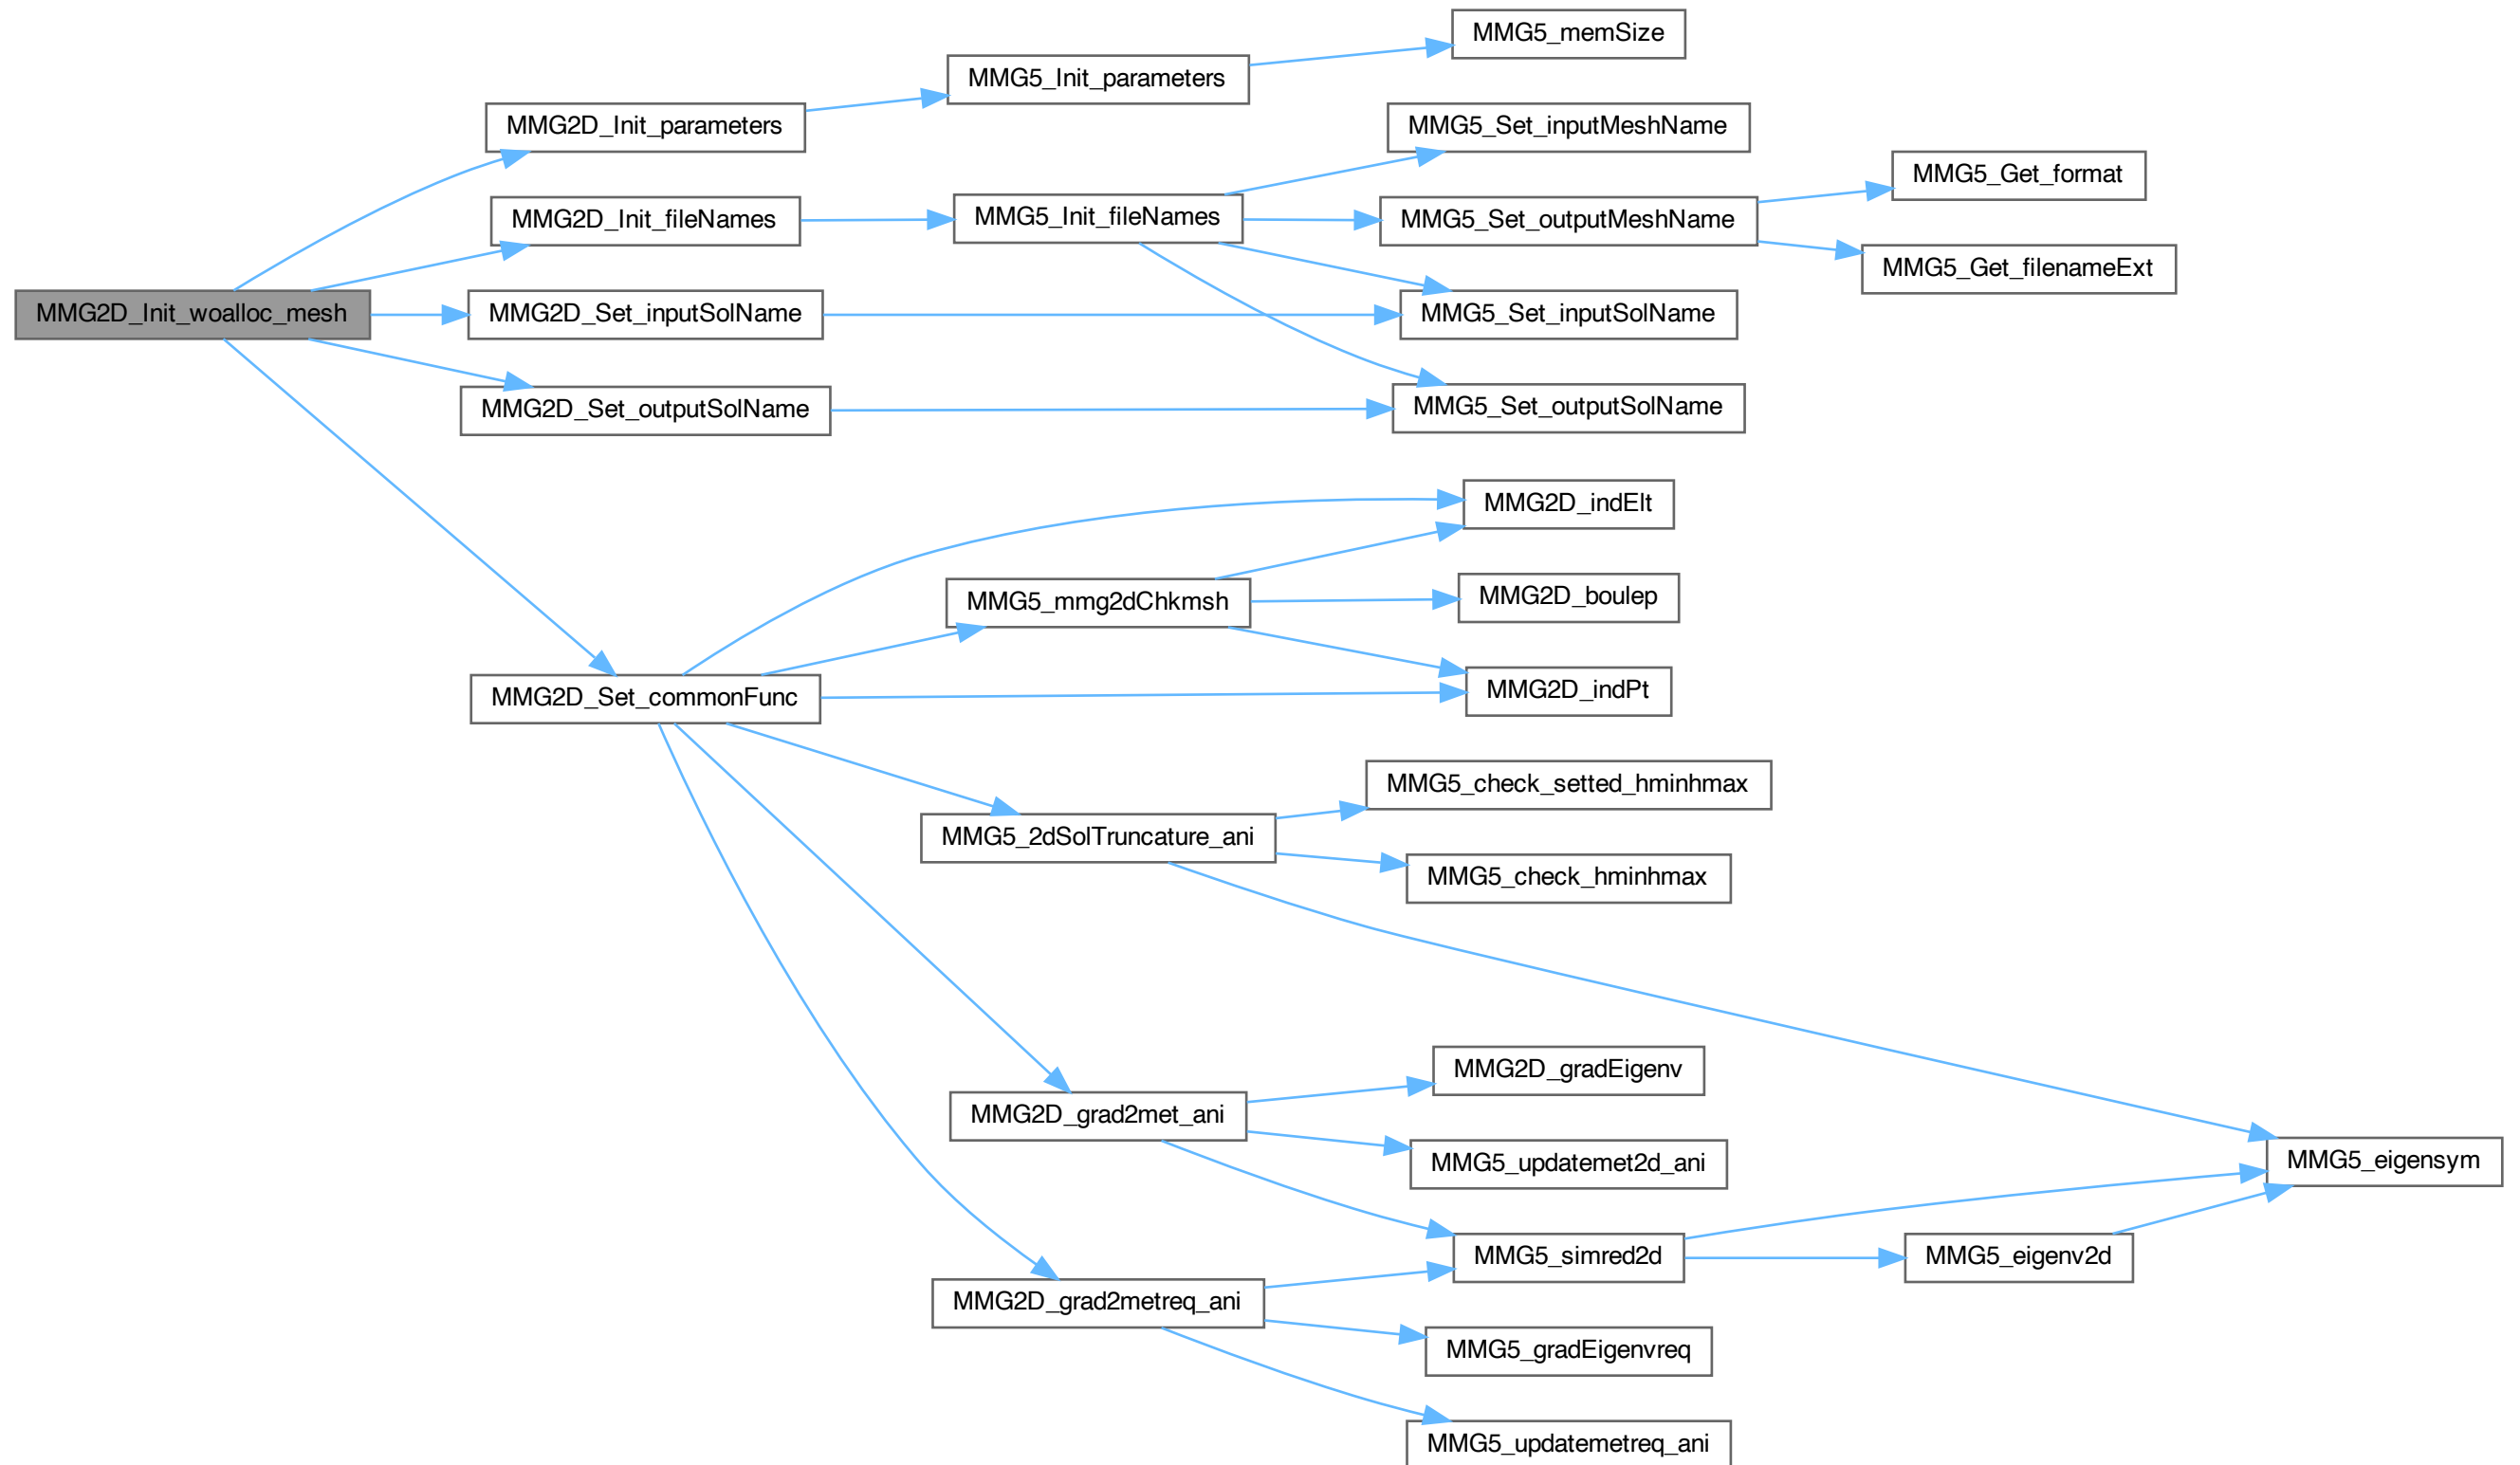 MMG5_memSize
MMG5_Init_parameters
MMG2D_Init_parameters
MMG5_Set_inputMeshName
MMG5_Get_format
MMG2D_Init_fileNames
MMG5_Init_fileNames
MMG5_Set_outputMeshName
MMG5_Get_filenameExt
MMG2D_Init_woalloc_mesh
MMG2D_Set_inputSolName
MMG5_Set_inputSolName
MMG2D_Set_outputSolName
MMG5_Set_outputSolName
MMG2D_indElt
MMG5_mmg2dChkmsh
MMG2D_boulep
MMG2D_Set_commonFunc
MMG2D_indPt
MMG5_check_setted_hminhmax
MMG5_2dSolTruncature_ani
MMG5_check_hminhmax
MMG2D_gradEigenv
MMG2D_grad2met_ani
MMG5_updatemet2d_ani
MMG5_eigensym
MMG5_simred2d
MMG5_eigenv2d
MMG2D_grad2metreq_ani
MMG5_gradEigenvreq
MMG5_updatemetreq_ani